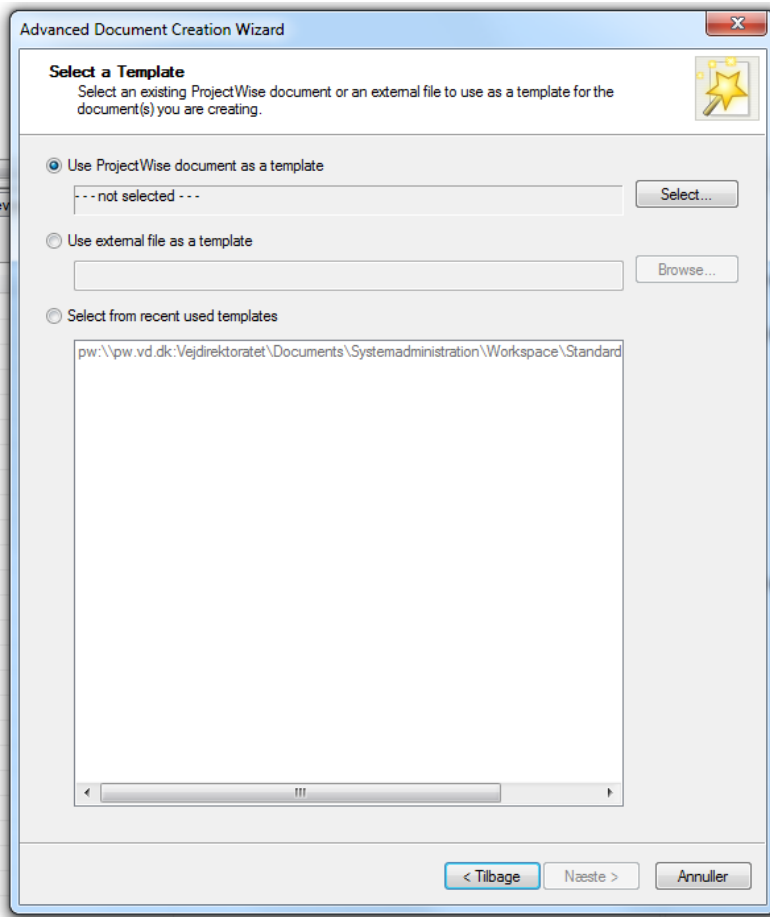 Advanced Document Creation Wizard
Select a Template
Select an existing ProjectWise document or an external file to use as a template for the
document(s) you are creating.
Use ProjectWise document as a template
- - - not selected - - -
Select...
Use external file as a template
Browse...
Select from recent used templates
pw:\\pw.vd.dk:Vejdirektoratet\Documents\Systemadministration\Workspace\Standard
< Tilbage
Næste >
Annuller